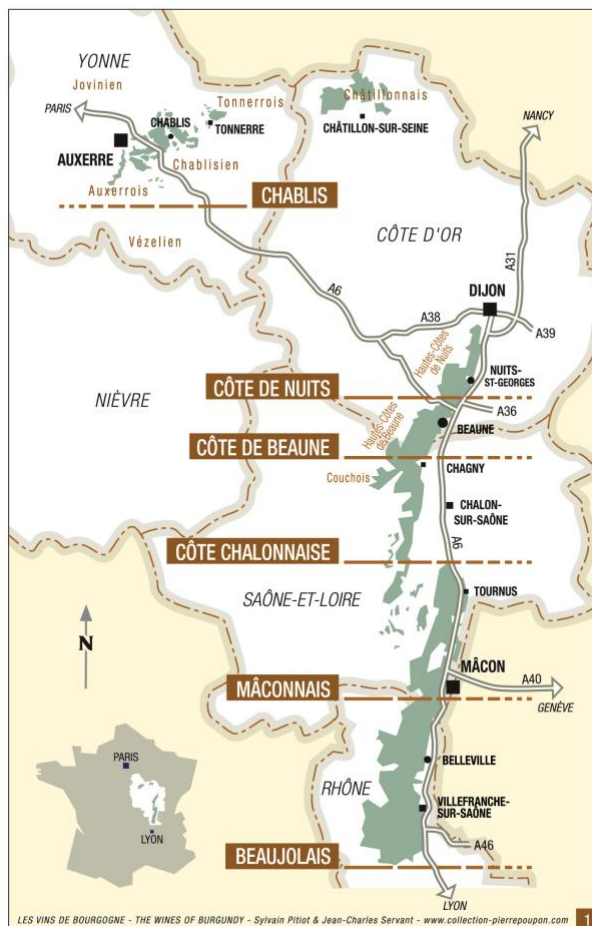 YONNE
Jovinien
PARIS
Tonnerrois
CHABLIS
TONNERRE
AUXERRE
Chablisien
Auxerrois
Châtillonnais
CHÂTILLON-SUR-SEINE
NANCY
CHABLIS
Vézelien
CÔTE D'OR
A6
A31
DIJON
A38
A39
Hautes-Côtes
de Nuits
NUITS-
ST-GEORGES
CÔTE DE NUITS
A36
NIÈVRE
Hautes-Côtes
de Beaune
BEAUNE
CÔTE DE BEAUNE
CHAGNY
Couchois
CHALON-
SUR-SAÔNE
A6
CÔTE CHALONNAISE
TOURNUS
SAÔNE-ET-LOIRE
N
MÂCON
A40
GENÈVE
MÂCONNAIS
PARIS
LYON
BELLEVILLE
RHÔNE
VILLEFRANCHE-
SUR-SAÔNE
A46
BEAUJOLAIS
LYON
LES VINS DE BOURGOGNE - THE WINES OF BURGUNDY - Sylvain Pitiot & Jean-Charles Servant - www.collection-pierrepoupon.com
1